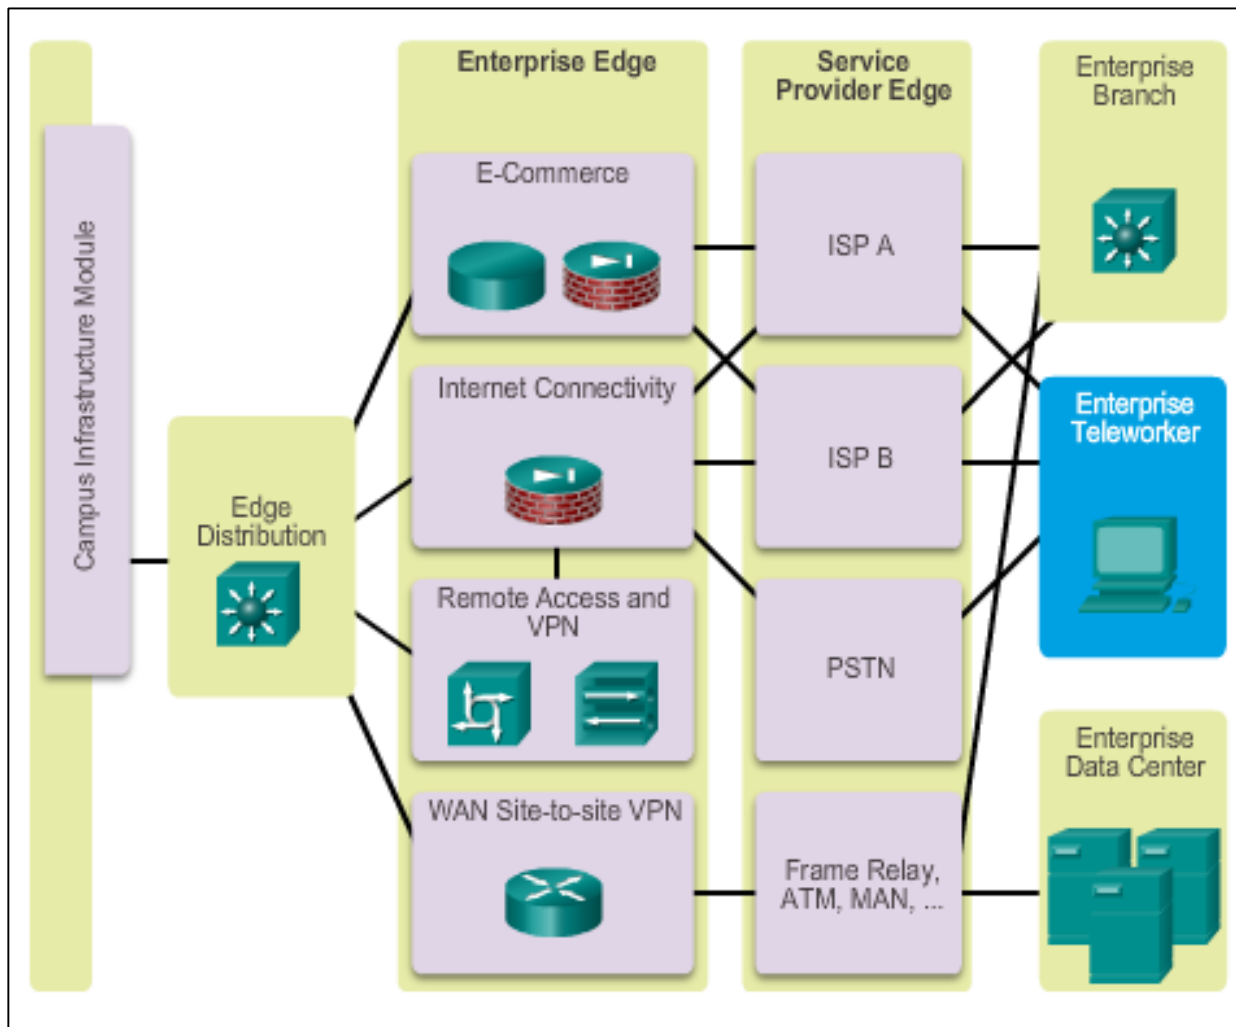 Campus Infrastructure Module
Edge
Distribution
Enterprise Edge
E-Commerce
Internet Connectivity
Remote Access and
VPN
WAN Site-to-site VPN
Service
Provider Edge
ISP A
ISP B
PSTN
Frame Relay,
ATM, MAN, ...
Enterprise
Branch
Enterprise
Teleworker
Enterprise
Data Center